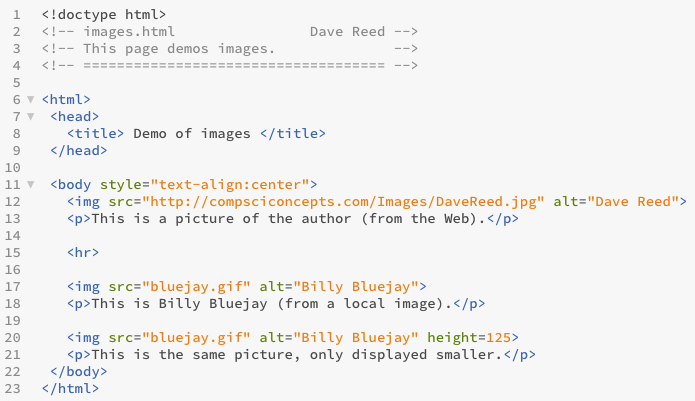 1 <!doctype html>
2 <!-- images.html                Dave Reed -->
3 <!-- This page demos images.              -->
4 <!-- ==================================== -->
5
6 <html>
7  <head>
8    <title> Demo of images </title>
9  </head>
10
11  <body style="text-align:center">
12    <img src="http://compsciconcepts.com/Images/DaveReed.jpg" alt="Dave Reed">
13    <p>This is a picture of the author (from the Web).</p>
14
15    <hr>
16
17    <img src="bluejay.gif" alt="Billy Bluejay">
18    <p>This is Billy Bluejay (from a local image).</p>
19
20    <img src="bluejay.gif" alt="Billy Bluejay" height=125>
21    <p>This is the same picture, only displayed smaller.</p>
22  </body>
23 </html>